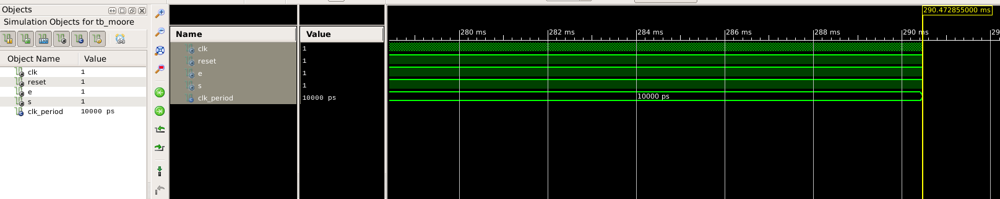 Objects
Simulation Objects for tb_moore
Object Name Value
clk 1
reset 1
e 1
s 1
clk_period 10000 ps
Name Value
clk 1
reset 1
e 1
s 1
clk_period 10000 ps
290.472855000 ms
280 ms 282 ms 284 ms 286 ms 288 ms 290 ms 29
10000 ps